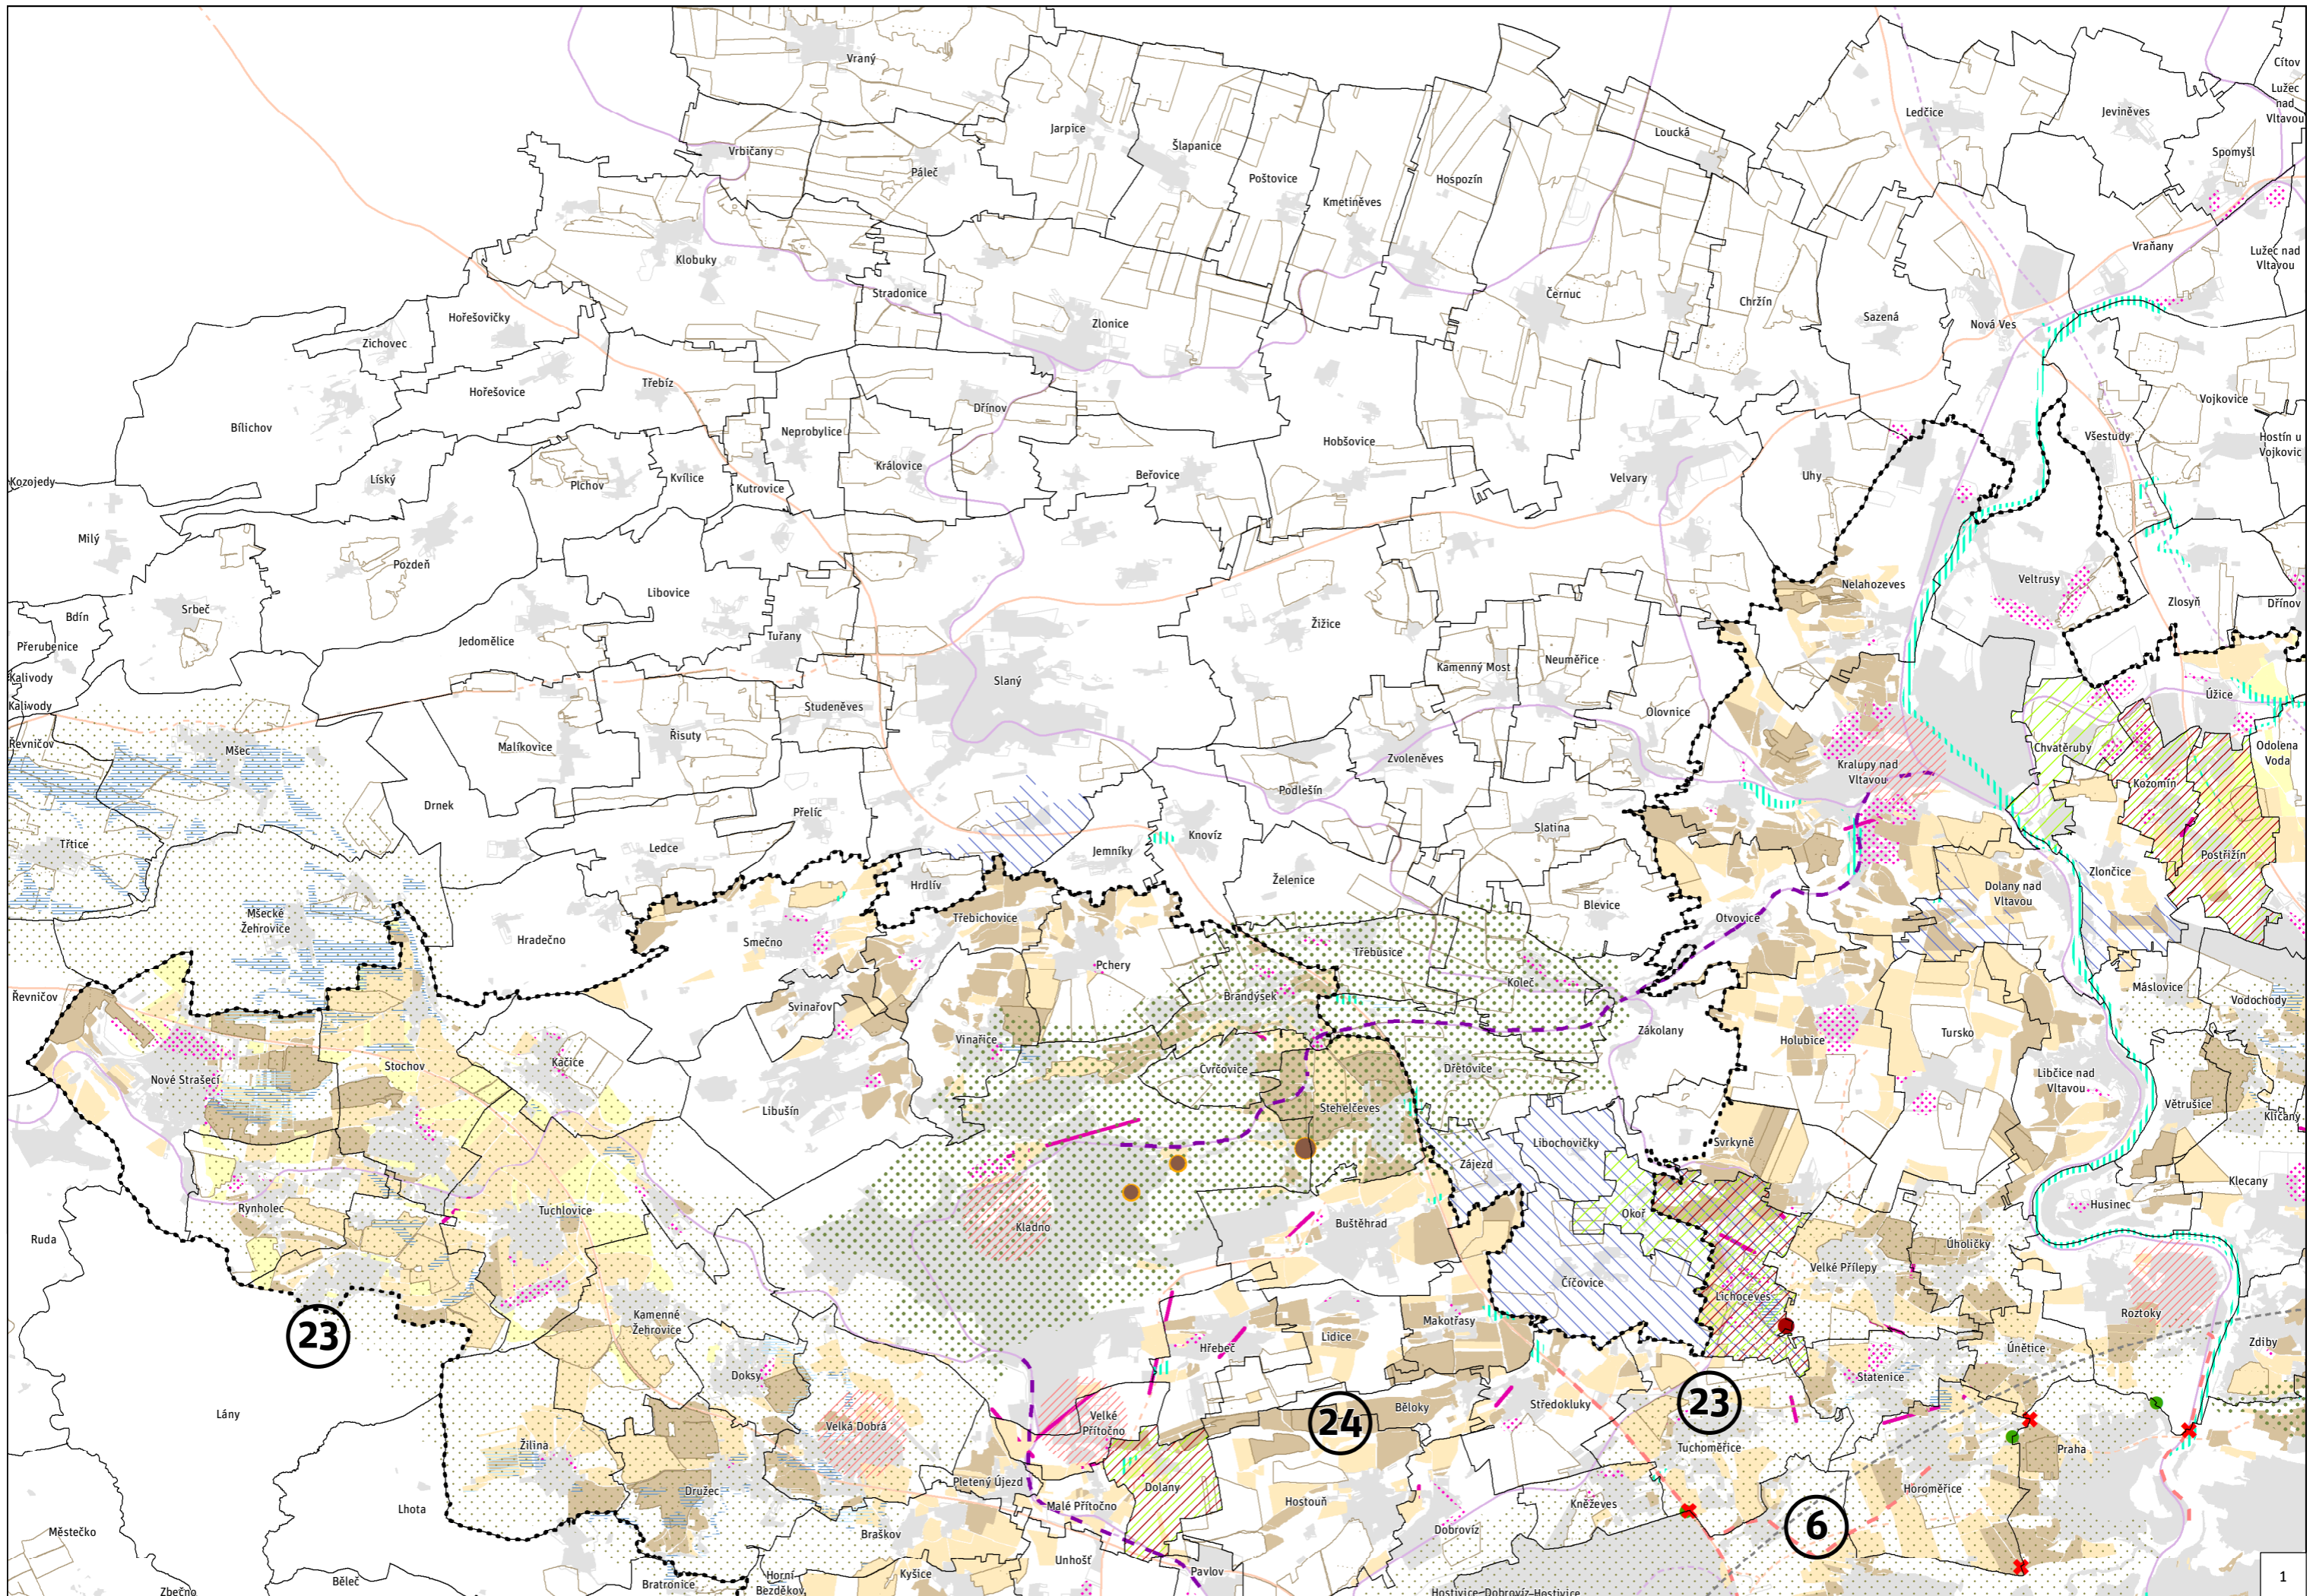 Vraný
Cítov
Lužec
nad
Vltavou
Ledčice
Jeviněves
Jarpice
Loucká
Šlapanice
Vrbičany
Spomyšl
Páleč
Poštovice
Hospozín
Kmetiněves
Vraňany
Lužec nad
Vltavou
Klobuky
Stradonice
Černuc
Chržín
Hořešovičky
Zlonice
Sazená
Nová Ves
Zichovec
Třebíz
Hořešovice
Vojkovice
Dřínov
Bílichov
Neprobylice
Hobšovice
Všestudy
Hostín u
Vojkovic
Královice
Kozojedy
Líský
Plchov
Kvílice
Kutrovice
Beřovice
Velvary
Uhy
Milý
Pozdeň
Nelahozeves
Veltrusy
Libovice
Srbeč
Bdín
Zlosyň
Dřínov
Žižice
Přerubenice
Jedomělice
Tuřany
Kamenný Most
Neuměřice
Kalivody
Slaný
Úžice
Kalivody
Studeněves
Olovnice
Řevničov
Mšec
Malíkovice
Řisuty
Zvoleněves
Chvatěruby
Odolena
Voda
Kralupy nad
Vltavou
Kozomín
Podlešín
Drnek
Přelíc
Třtice
Ledce
Knovíz
Slatina
Jemníky
Postřižín
Hrdlív
Želenice
Dolany nad
Vltavou
Zlončice
Mšecké
Žehrovice
Třebichovice
Blevice
Otvovice
Hradečno
Smečno
Třebusice
Pchery
Koleč
Máslovice
Řevničov
Brandýsek
Vodochody
Svinařov
Zákolany
Tursko
Vinařice
Holubice
Kačice
Stochov
Cvrčovice
Dřetovice
Libčice nad
Vltavou
Nové Strašecí
Větrušice
Libušín
Stehelčeves
Klíčany
Libochovičky
Svrkyně
Zájezd
Klecany
Rynholec
Tuchlovice
Husinec
Okoř
Kladno
Buštěhrad
Ruda
Úholičky
Velké Přílepy
Číčovice
Lichoceves
Kamenné
Žehrovice
Roztoky
Makotřasy
23
Lidice
Hřebeč
Zdiby
Únětice
Doksy
Statenice
Lány
Velká Dobrá
Velké
Přítočno
24
Běloky
23
Středokluky
Žilina
Tuchoměřice
Praha
Pletený Újezd
Dolany
Družec
Horoměřice
Lhota
Malé Přítočno
Hostouň
Kněževes
6
Městečko
Braškov
Dobrovíz
Unhošť
Pavlov
Kyšice
Horní
Bezděkov
Běleč
Bratronice
Zbečno
Hostivice-Dobrovíz-Hostivice
1